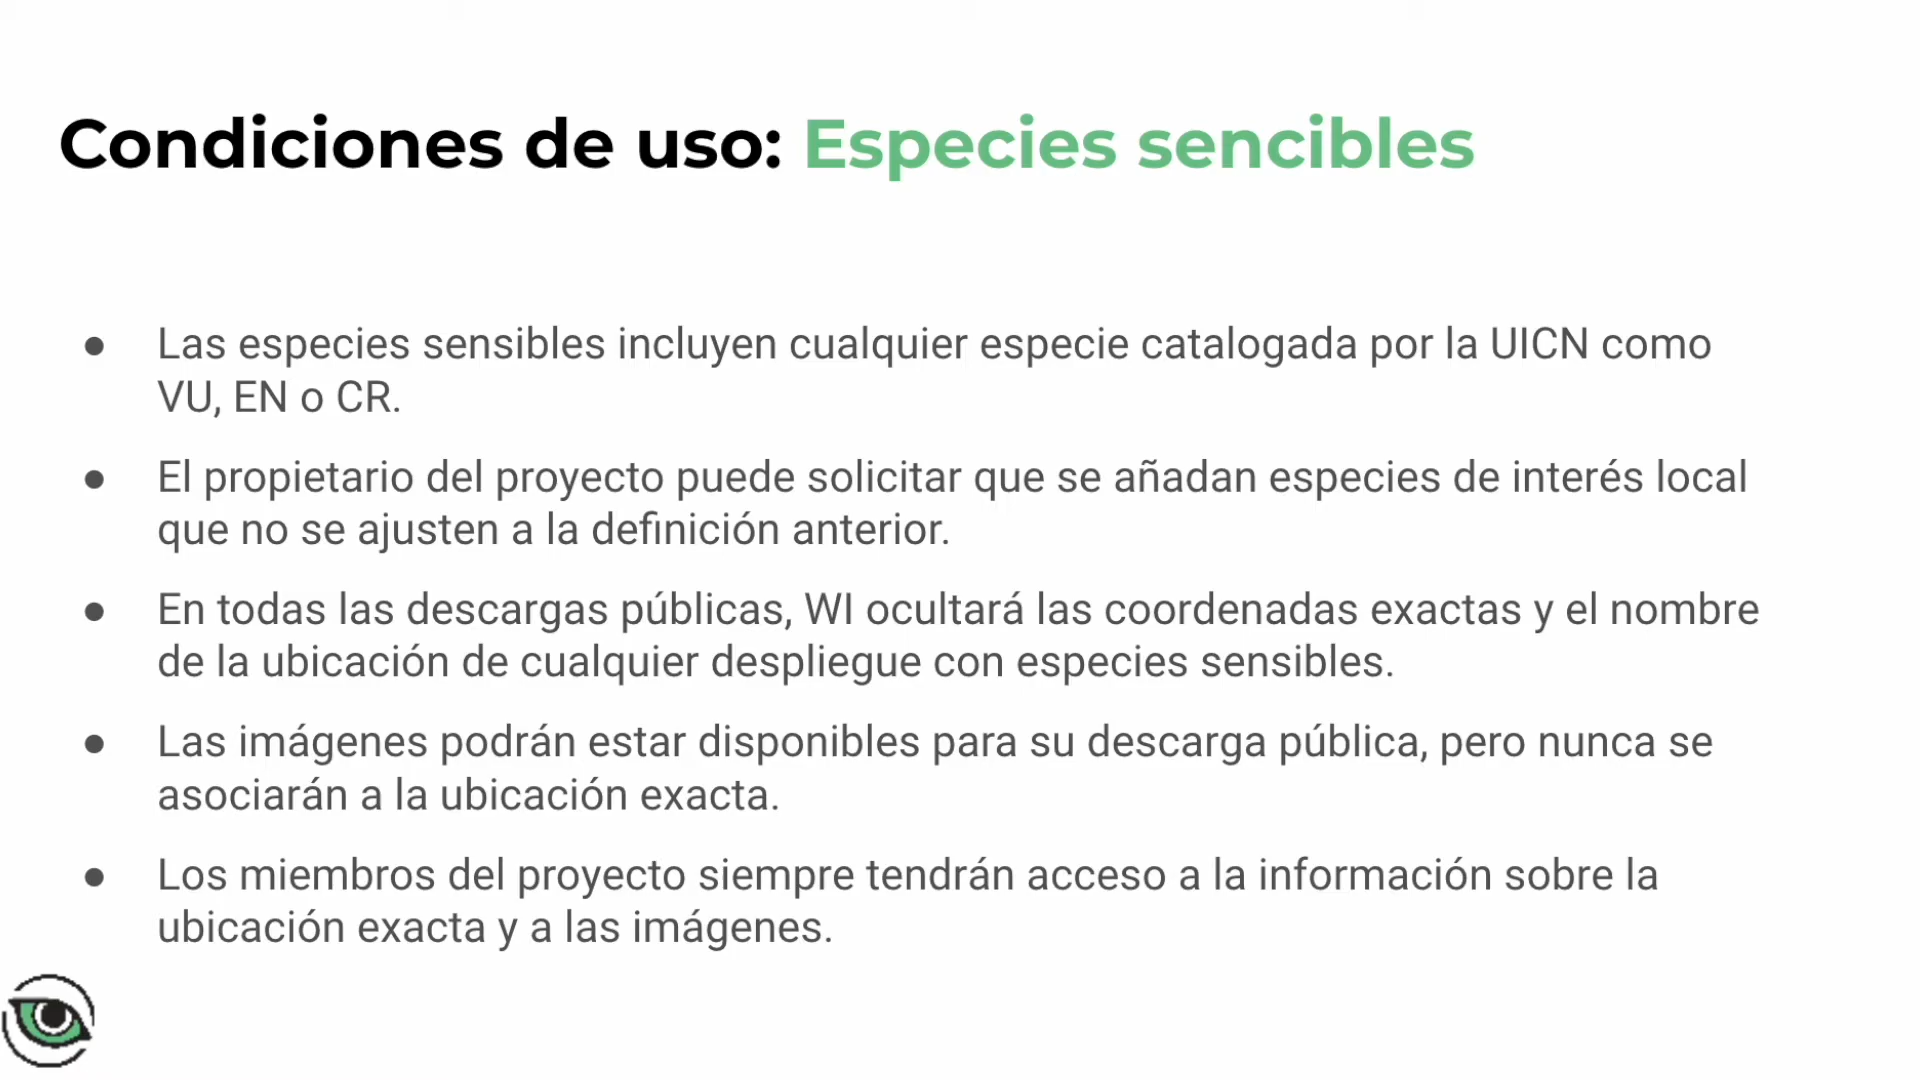 Condiciones de uso: Especies sencibles
● Las especies sensibles incluyen cualquier especie catalogada por la UICN como
VU, EN o CR.
● El propietario del proyecto puede solicitar que se añadan especies de interés local
que no se ajusten a la definición anterior.
● En todas las descargas públicas, WI ocultará las coordenadas exactas y el nombre
de la ubicación de cualquier despliegue con especies sensibles.
● Las imágenes podrán estar disponibles para su descarga pública, pero nunca se
asociarán a la ubicación exacta.
● Los miembros del proyecto siempre tendrán acceso a la información sobre la
ubicación exacta y a las imágenes.